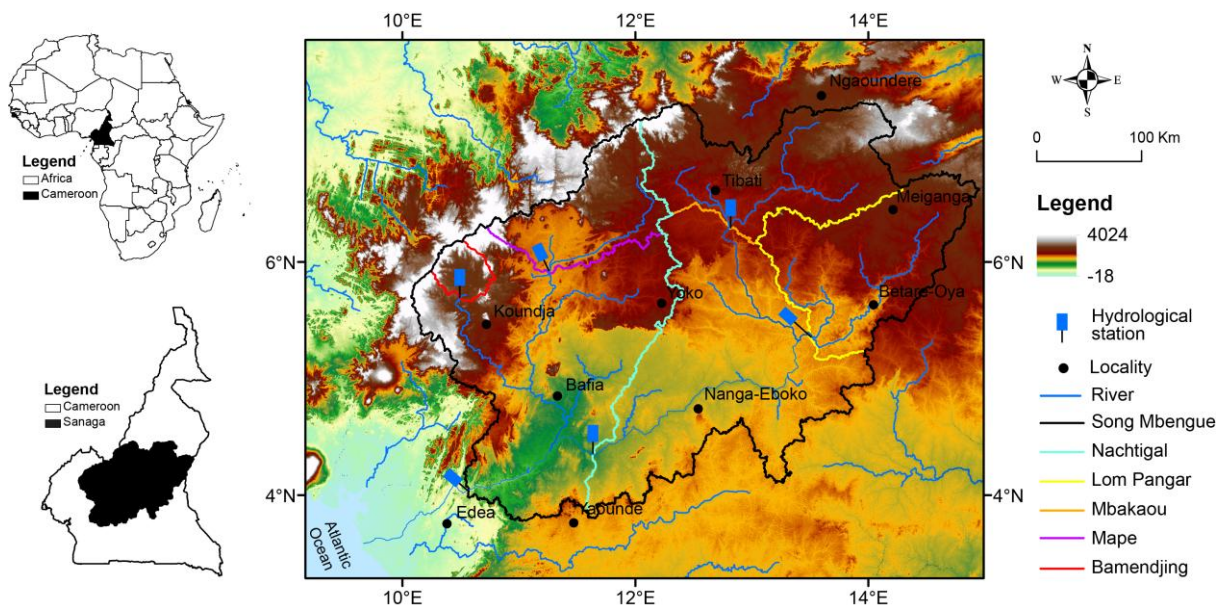 10°E 12°E 14°E
Legend
Africa
Cameroon
Legend
Cameroon
Sanaga
6°N
4°N
Ngaoundere
Tibati
Meiganga
Betare-Oya
Koundja
Bafia
Nanga-Eboko
Edea
Atlantic
Ocean
6°N
4°N
10°E 12°E 14°E
N
W E
S
0 100 Km
Legend
4024
-18
Hydrological
station
Locality
River
Song Mbengue
Nachtigal
Lom Pangar
Mbakaou
Mape
Bamendjing